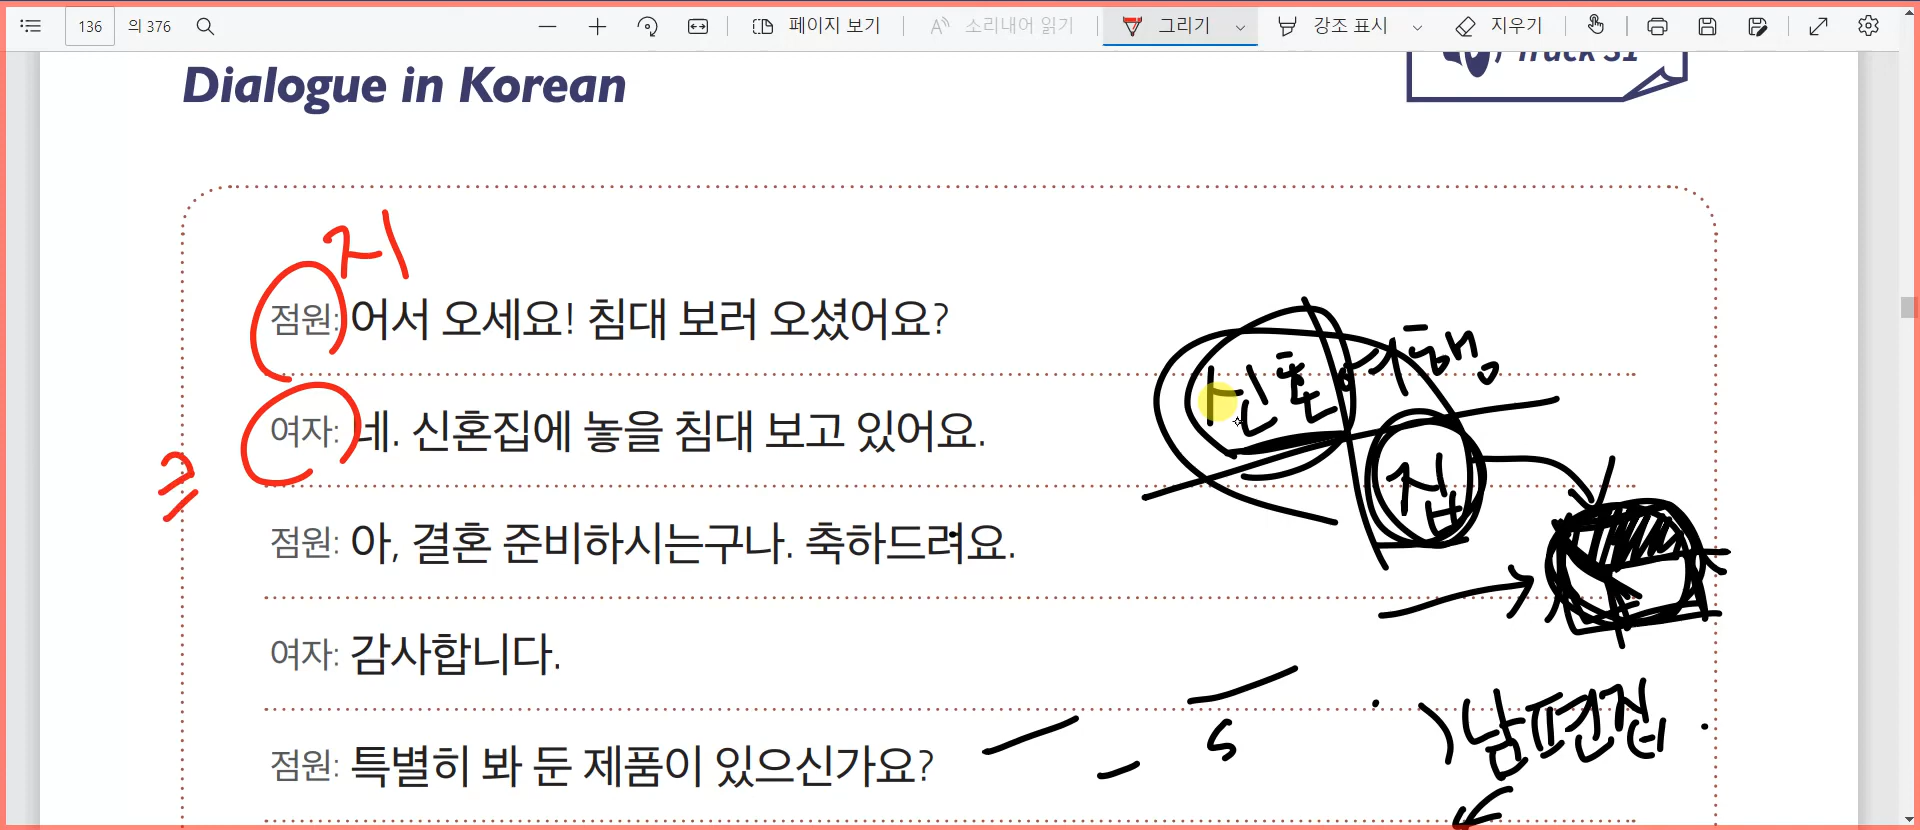 136 의 376 페이지 보기 소리내어 읽기 그리기 강조 표시 지우기
Dialogue in Korean
Track 31
지
점원: 어서 오세요! 침대 보러 오셨어요?
신혼여행
여자: 네. 신혼집에 놓을 침대 보고 있어요.
집
점원: 아, 결혼 준비하시는구나. 축하드려요.
여자: 감사합니다.
남편집
점원: 특별히 봐 둔 제품이 있으신가요?